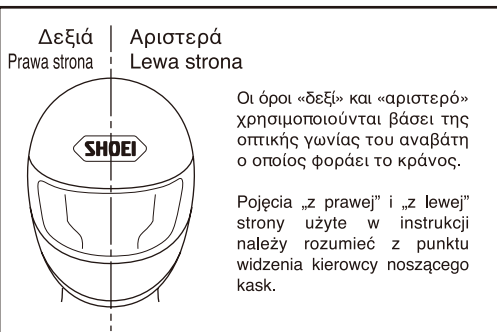 Δεξιά Αριστερά
Prawa strona Lewa strona
SHOEI
Οι όροι «δεξί» και «αριστερό»
χρησιμοποιούνται βάσει της
οπτικής γωνίας του αναβάτη
ο οποίος φοράει το κράνος.
Pojęcia „z prawej” i „z lewej”
strony użyte w instrukcji
należy rozumieć z punktu
widzenia kierowcy noszącego
kask.